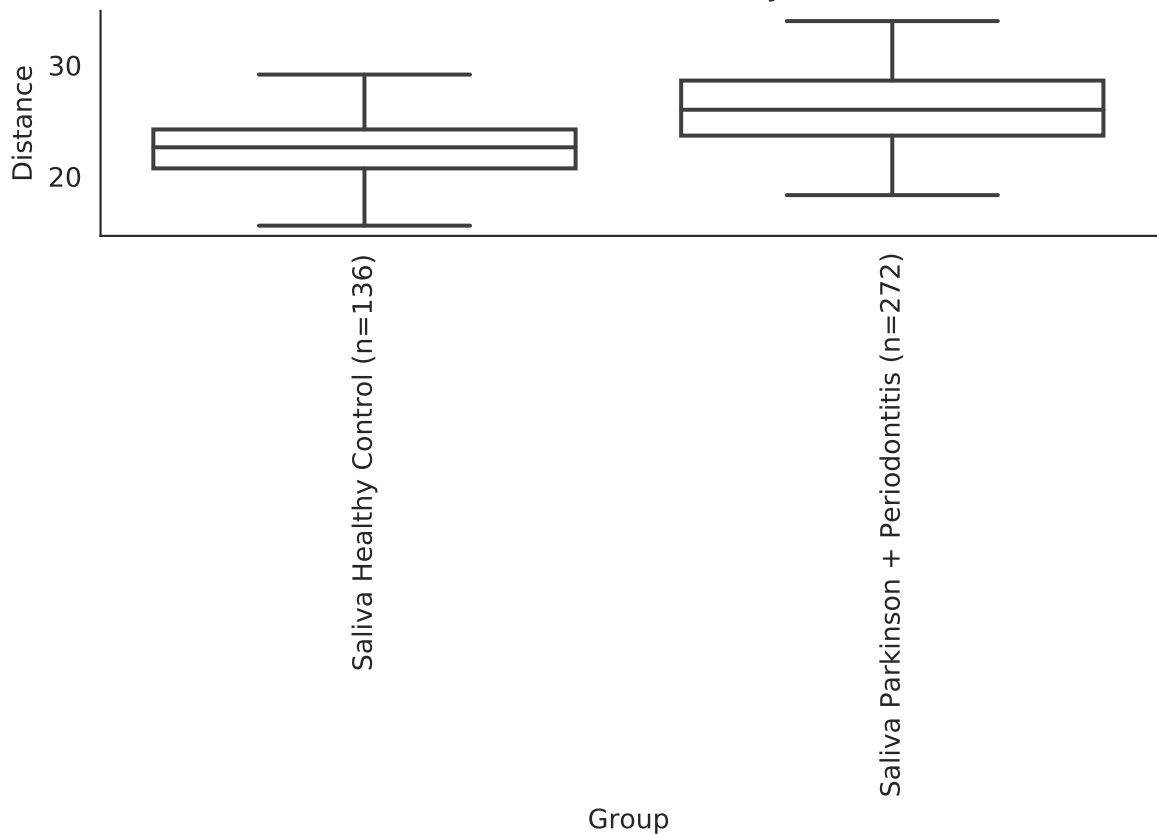 Distance
30
20
Saliva Healthy Control (n=136)
Saliva Parkinson + Periodontitis (n=272)
Group